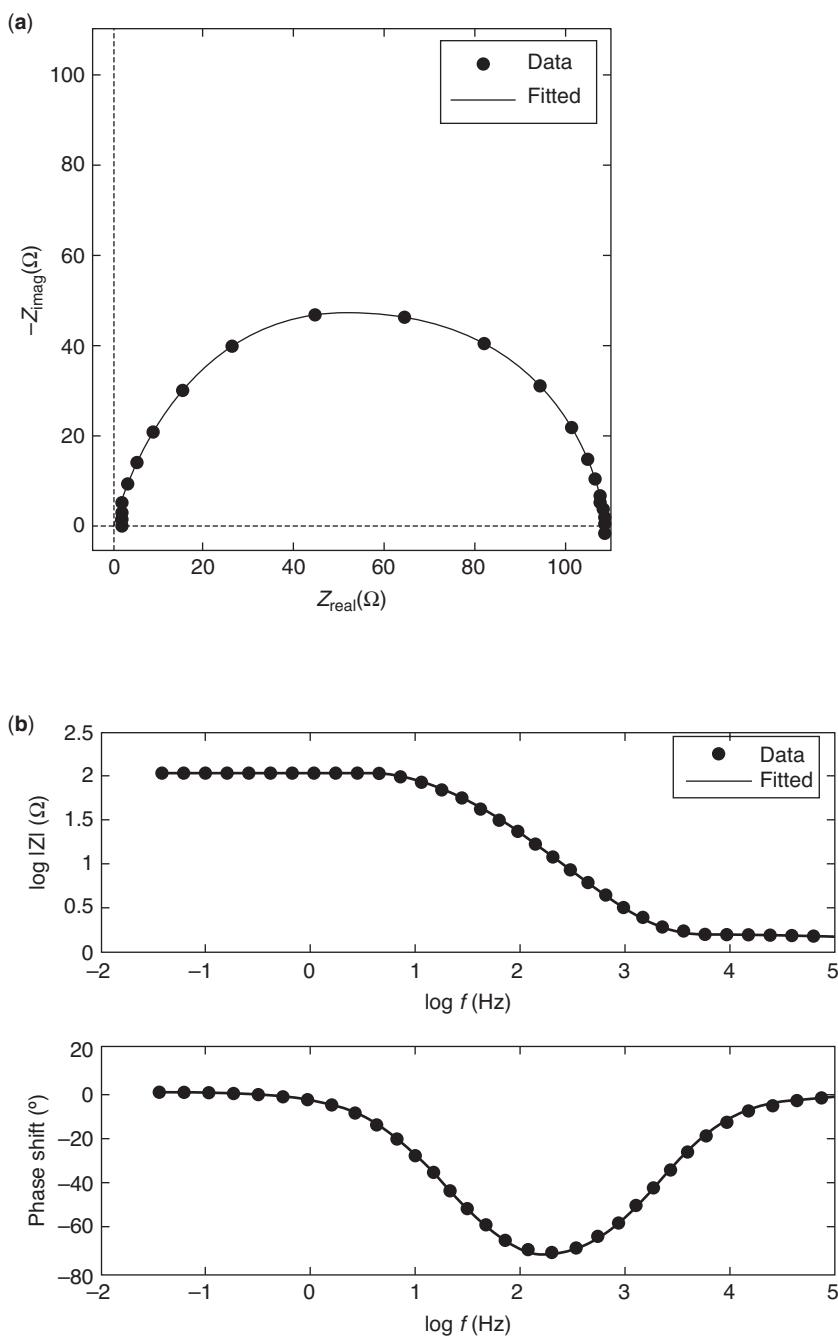 (a)
Data
Fitted
100
80
60
40
20
0
–Zimag(Ω)
0 20 40 60 80 100
Zreal(Ω)
(b)
2.5
2
1.5
1
0.5
0
log |Z| (Ω)
Data
Fitted
–2 –1 0 1 2 3 4 5
log f (Hz)
20
0
–20
–40
–60
–80
Phase shift (º)
–2 –1 0 1 2 3 4 5
log f (Hz)